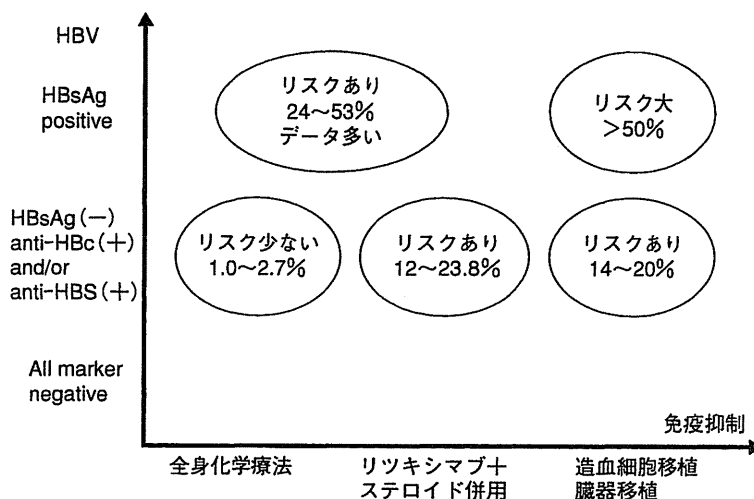 HBV
HBsAg
positive
リスクあり
24〜53%
データ多い
リスク大
>50%
HBsAg(−)
anti-HBc(+)
and/or
anti-HBS(+)
リスク少ない
1.0〜2.7%
リスクあり
12〜23.8%
リスクあり
14〜20%
All marker
negative
免疫抑制
全身化学療法
リツキシマブ+
ステロイド併用
造血細胞移植
臓器移植